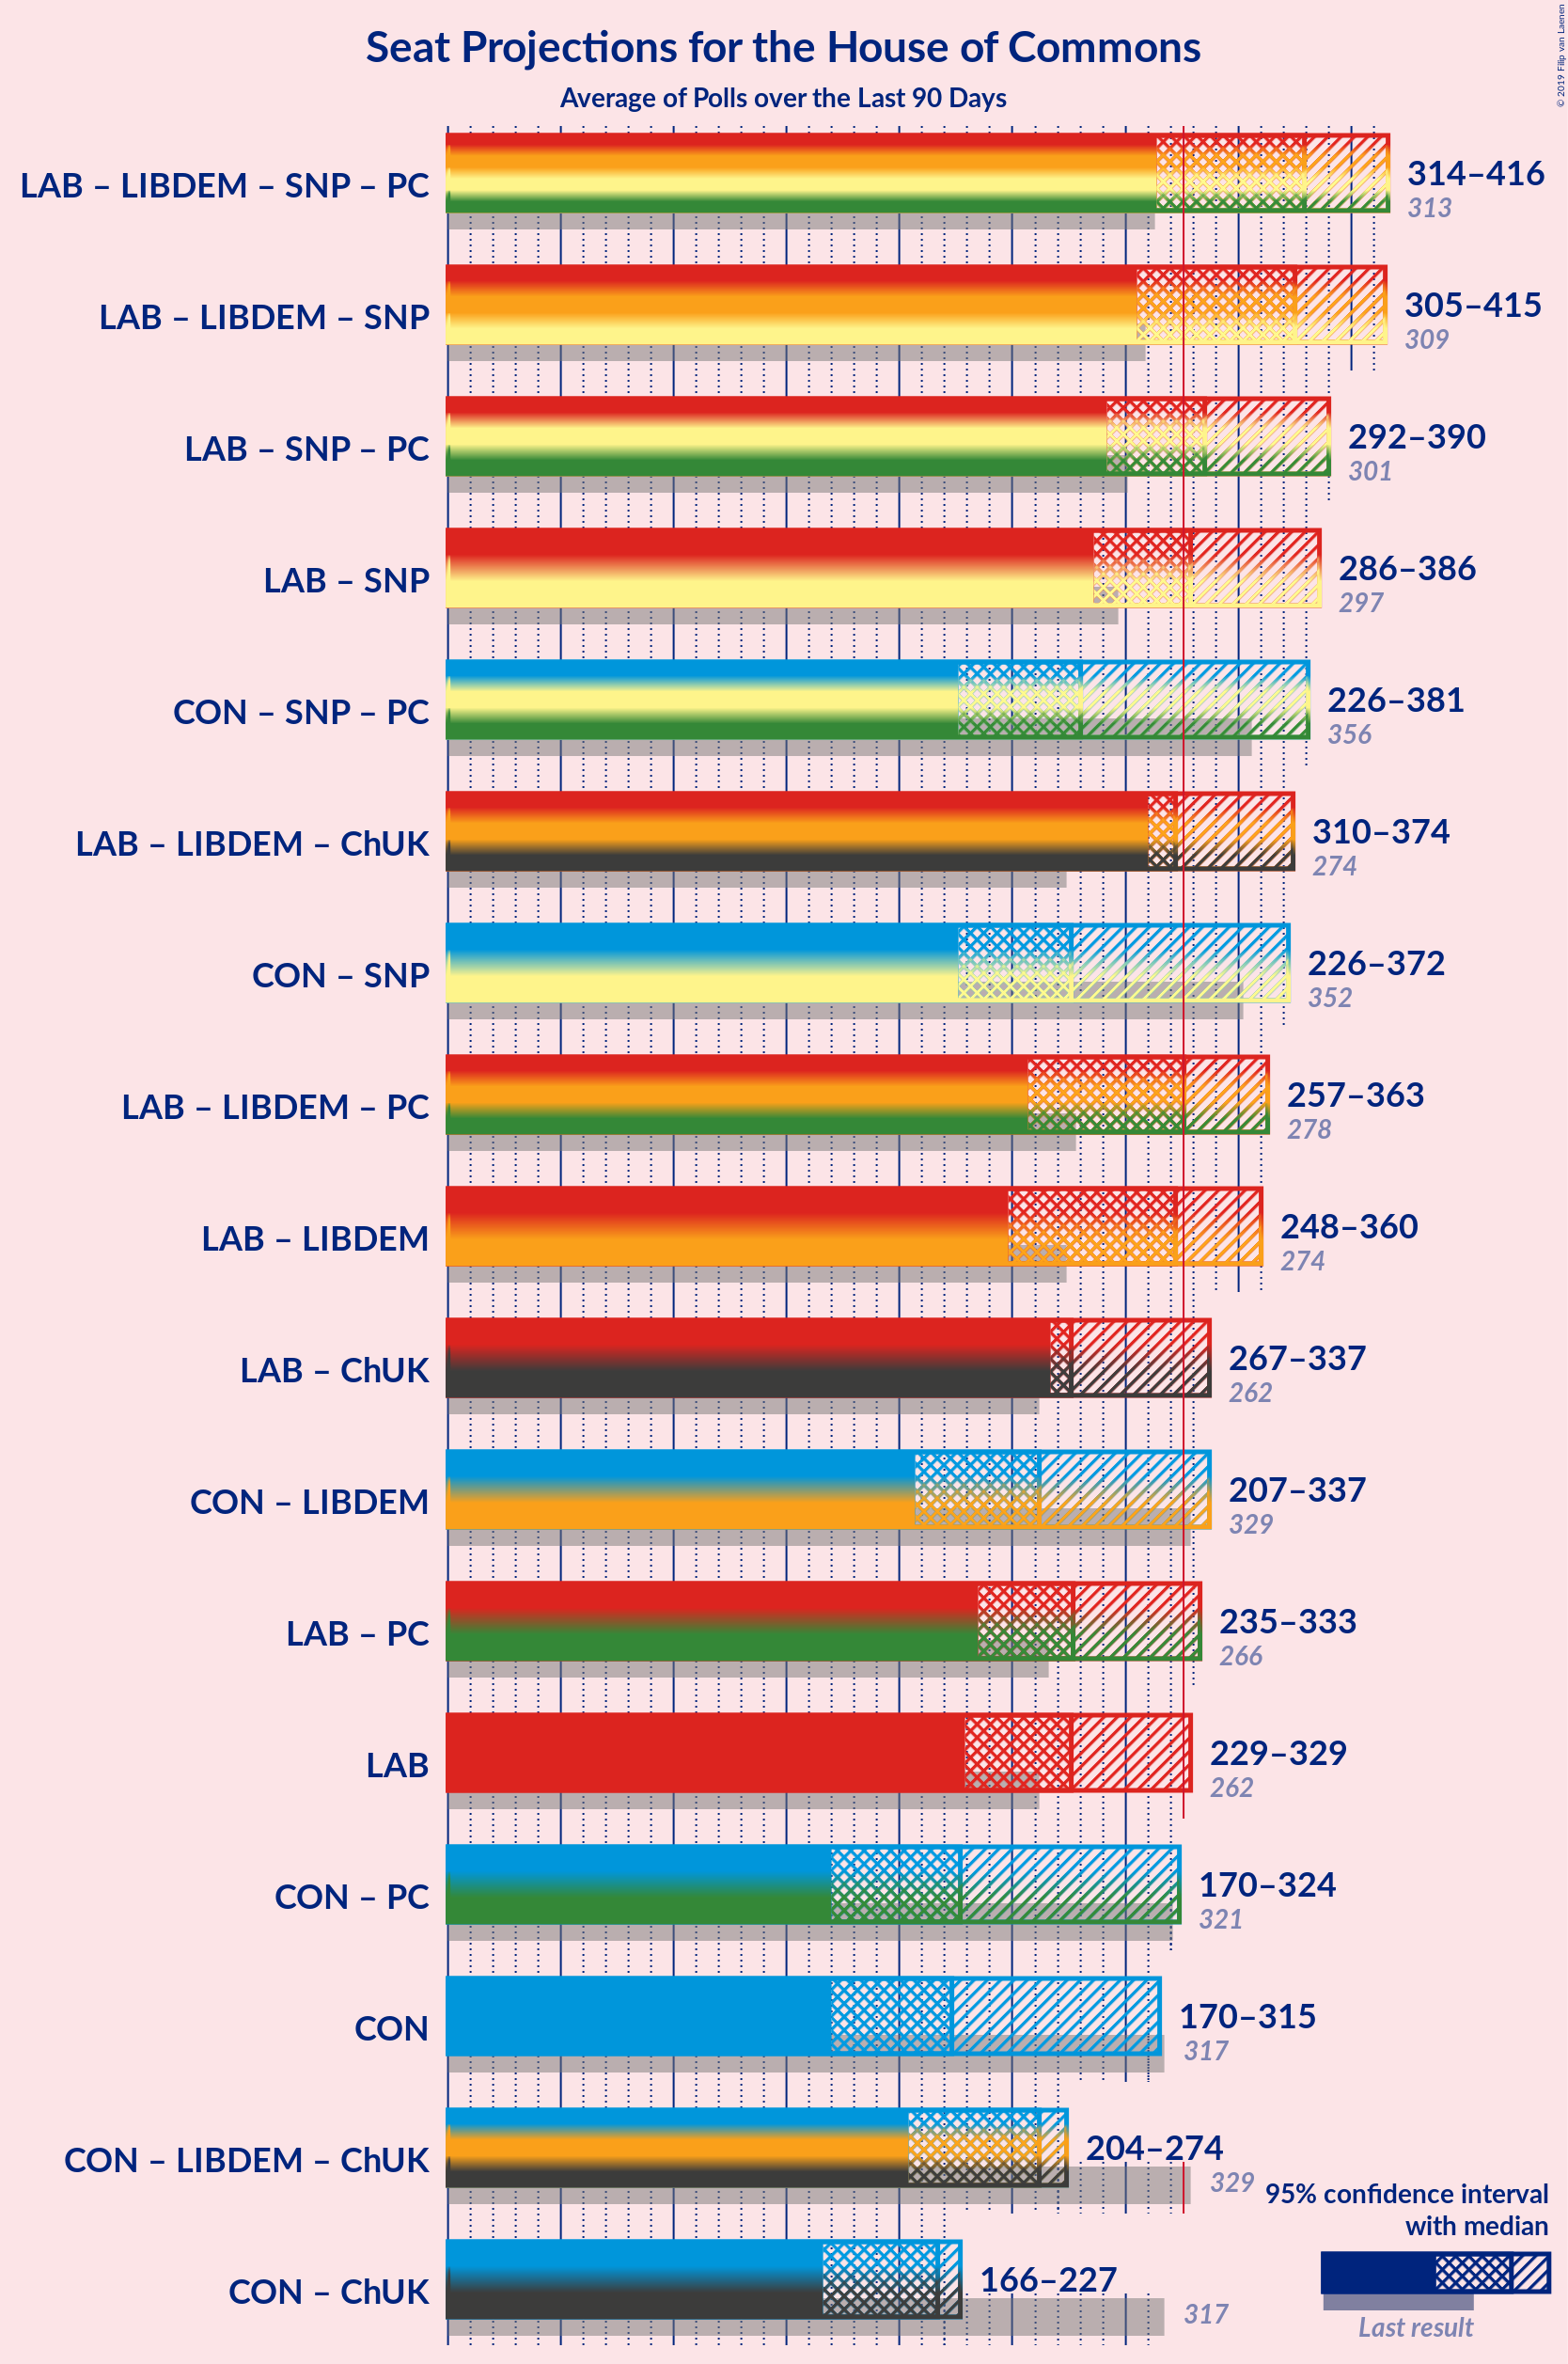 Seat Projections for the House of Commons
Average of Polls over the Last 90 Days
© 2019 Filip van Laenen
LAB – LIBDEM – SNP – PC
314–416
313
LAB – LIBDEM – SNP
305–415
309
LAB – SNP – PC
292–390
301
LAB – SNP
286–386
297
CON – SNP – PC
226–381
356
LAB – LIBDEM – ChUK
310–374
274
CON – SNP
226–372
352
LAB – LIBDEM – PC
257–363
278
LAB – LIBDEM
248–360
274
LAB – ChUK
267–337
262
CON – LIBDEM
207–337
329
LAB – PC
235–333
266
LAB
229–329
262
CON – PC
170–324
321
CON
170–315
317
CON – LIBDEM – ChUK
204–274
329
CON – ChUK
166–227
317
95% confidence interval
with median
Last result